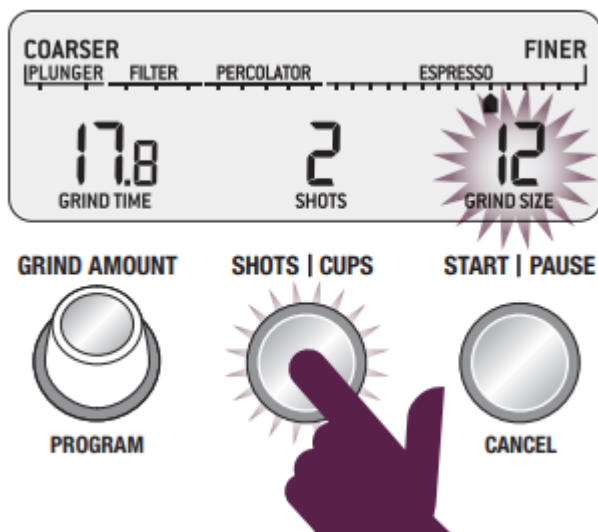 COARSER FINER
PLUNGER FILTER PERCOLATOR ESPRESSO
17.8 2 12
GRIND TIME SHOTS GRIND SIZE
GRIND AMOUNT SHOTS | CUPS START | PAUSE
PROGRAM CANCEL